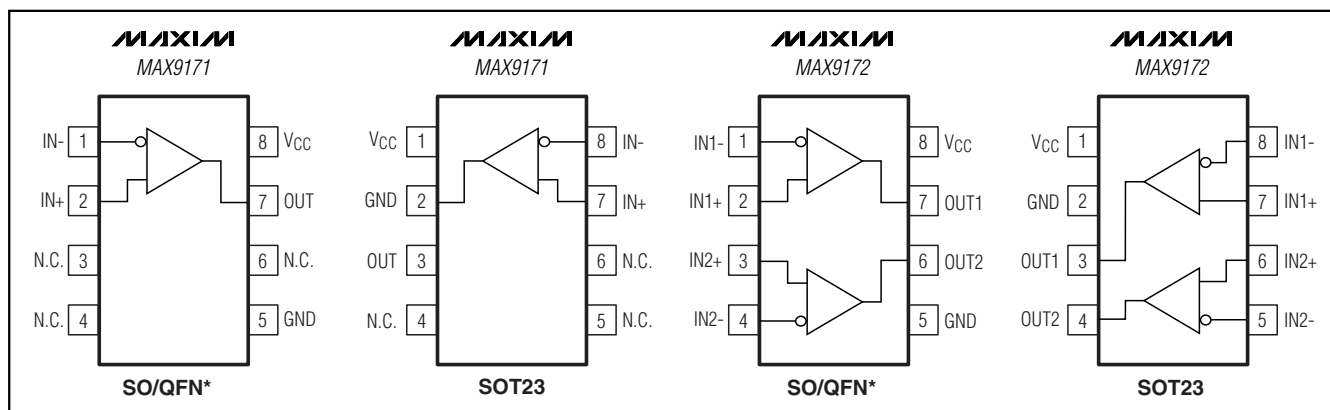 MAXIM
MAX9171
IN- 1
8 VCC
IN+ 2
7 OUT
N.C. 3
6 N.C.
N.C. 4
5 GND
SO/QFN*
MAXIM
MAX9171
VCC 1
8 IN-
GND 2
7 IN+
OUT 3
6 N.C.
N.C. 4
5 N.C.
SOT23
MAXIM
MAX9172
IN1- 1
8 VCC
IN1+ 2
7 OUT1
IN2+ 3
6 OUT2
IN2- 4
5 GND
SO/QFN*
MAXIM
MAX9172
VCC 1
8 IN1-
GND 2
7 IN1+
OUT1 3
6 IN2+
OUT2 4
5 IN2-
SOT23